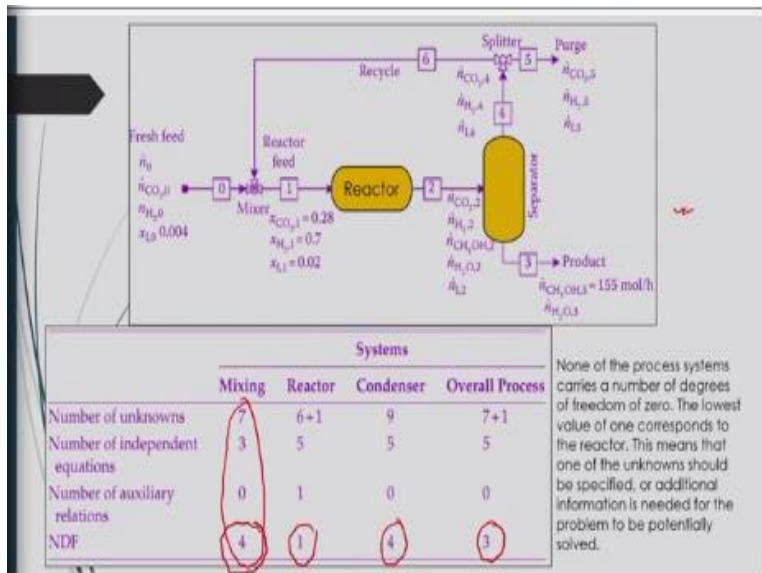 Splitter
Purge
6
5
Recycle
ṅCO₂,4
ṅCO₂,5
ṅH₂,4
4
ṅH₂,5
ṅI,4
ṅI,5
Fresh feed
Reactor
feed
ṅ₀
ṅCO₂,0
0
1
Reactor
2
Separator
nH₂,0
Mixer
xI,0 0.004
xCO₂,1 = 0.28
xH₂,1 = 0.7
xI,1 = 0.02
ṅCO₂,2
ṅH₂,2
ṅCH₃OH,2
ṅH₂O,2
ṅI,2
3
Product
ṅCH₃OH,3 = 155 mol/h
ṅH₂O,3
Systems
Mixing Reactor Condenser Overall Process
Number of unknowns 7 6+1 9 7+1
Number of independent 3 5 5 5
equations
Number of auxiliary 0 1 0 0
relations
NDF 4 1 4 3
None of the process systems
carries a number of degrees
of freedom of zero. The lowest
value of one corresponds to
the reactor. This means that
one of the unknowns should
be specified, or additional
information is needed for the
problem to be potentially
solved.